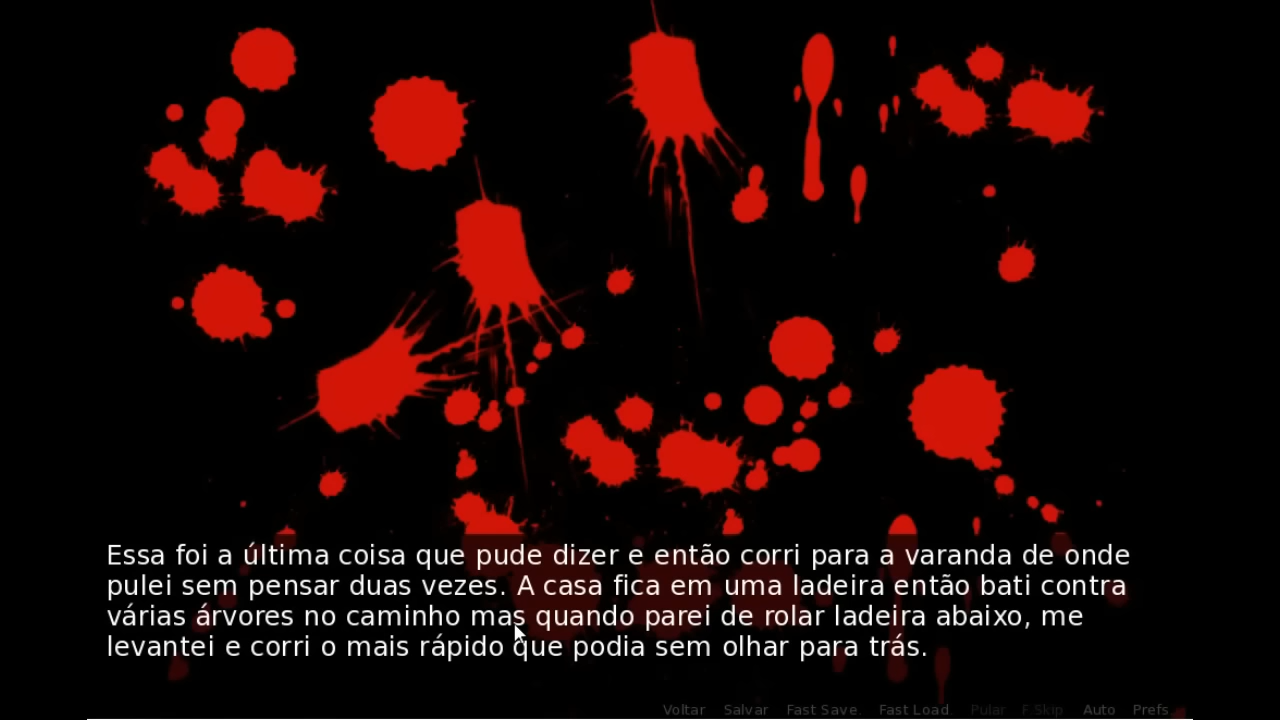 Essa foi a última coisa que pude dizer e então corri para a varanda de onde
pulei sem pensar duas vezes. A casa fica em uma ladeira então bati contra
várias árvores no caminho mas quando parei de rolar ladeira abaixo, me
levantei e corri o mais rápido que podia sem olhar para trás.
Voltar Salvar Fast Save. Fast Load Pular F.Skip Auto Prefs